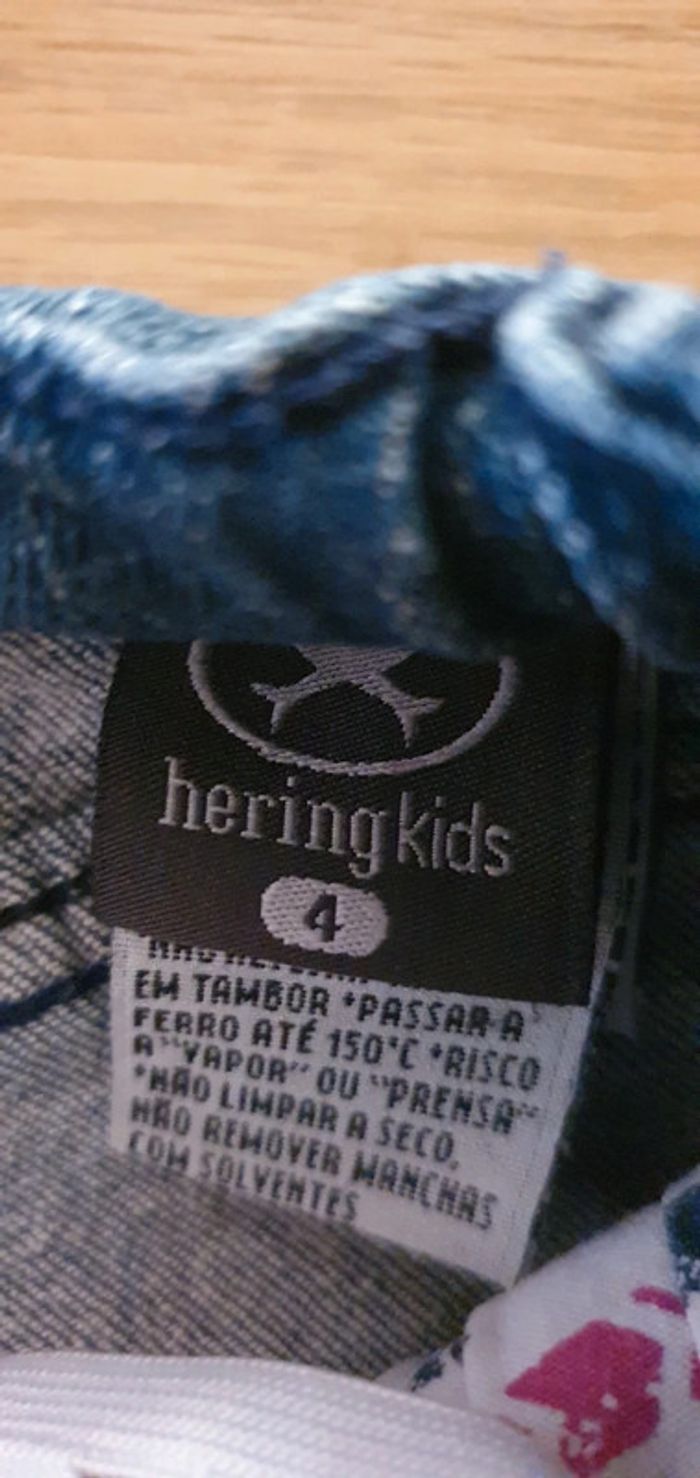 hering kids
4
EM TAMBOR *PASSAR A
FERRO ATÉ 150°C *RISCO
A "VAPOR" OU "PRENSA"
*NÃO LIMPAR A SECO.
NÃO REMOVER MANCHAS
COM SOLVENTES